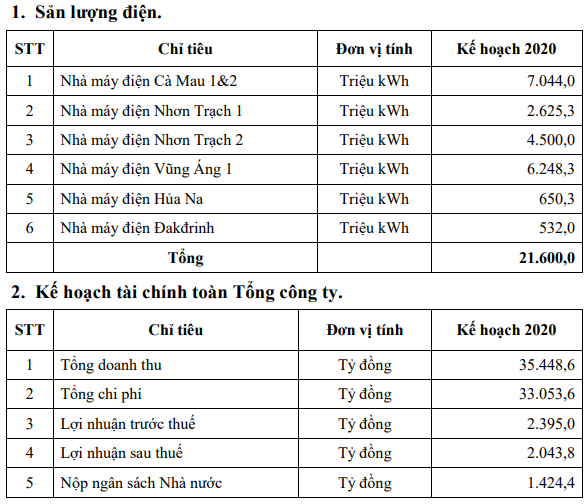 1. Sản lượng điện.
STT Chỉ tiêu Đơn vị tính Kế hoạch 2020
1 Nhà máy điện Cà Mau 1&2 Triệu kWh 7.044,0
2 Nhà máy điện Nhơn Trạch 1 Triệu kWh 2.625,3
3 Nhà máy điện Nhơn Trạch 2 Triệu kWh 4.500,0
4 Nhà máy điện Vũng Áng 1 Triệu kWh 6.248,3
5 Nhà máy điện Hủa Na Triệu kWh 650,3
6 Nhà máy điện Đakđrinh Triệu kWh 532,0
Tổng 21.600,0
2. Kế hoạch tài chính toàn Tổng công ty.
STT Chỉ tiêu Đơn vị tính Kế hoạch 2020
1 Tổng doanh thu Tỷ đồng 35.448,6
2 Tổng chi phí Tỷ đồng 33.053,6
3 Lợi nhuận trước thuế Tỷ đồng 2.395,0
4 Lợi nhuận sau thuế Tỷ đồng 2.043,8
5 Nộp ngân sách Nhà nước Tỷ đồng 1.424,4